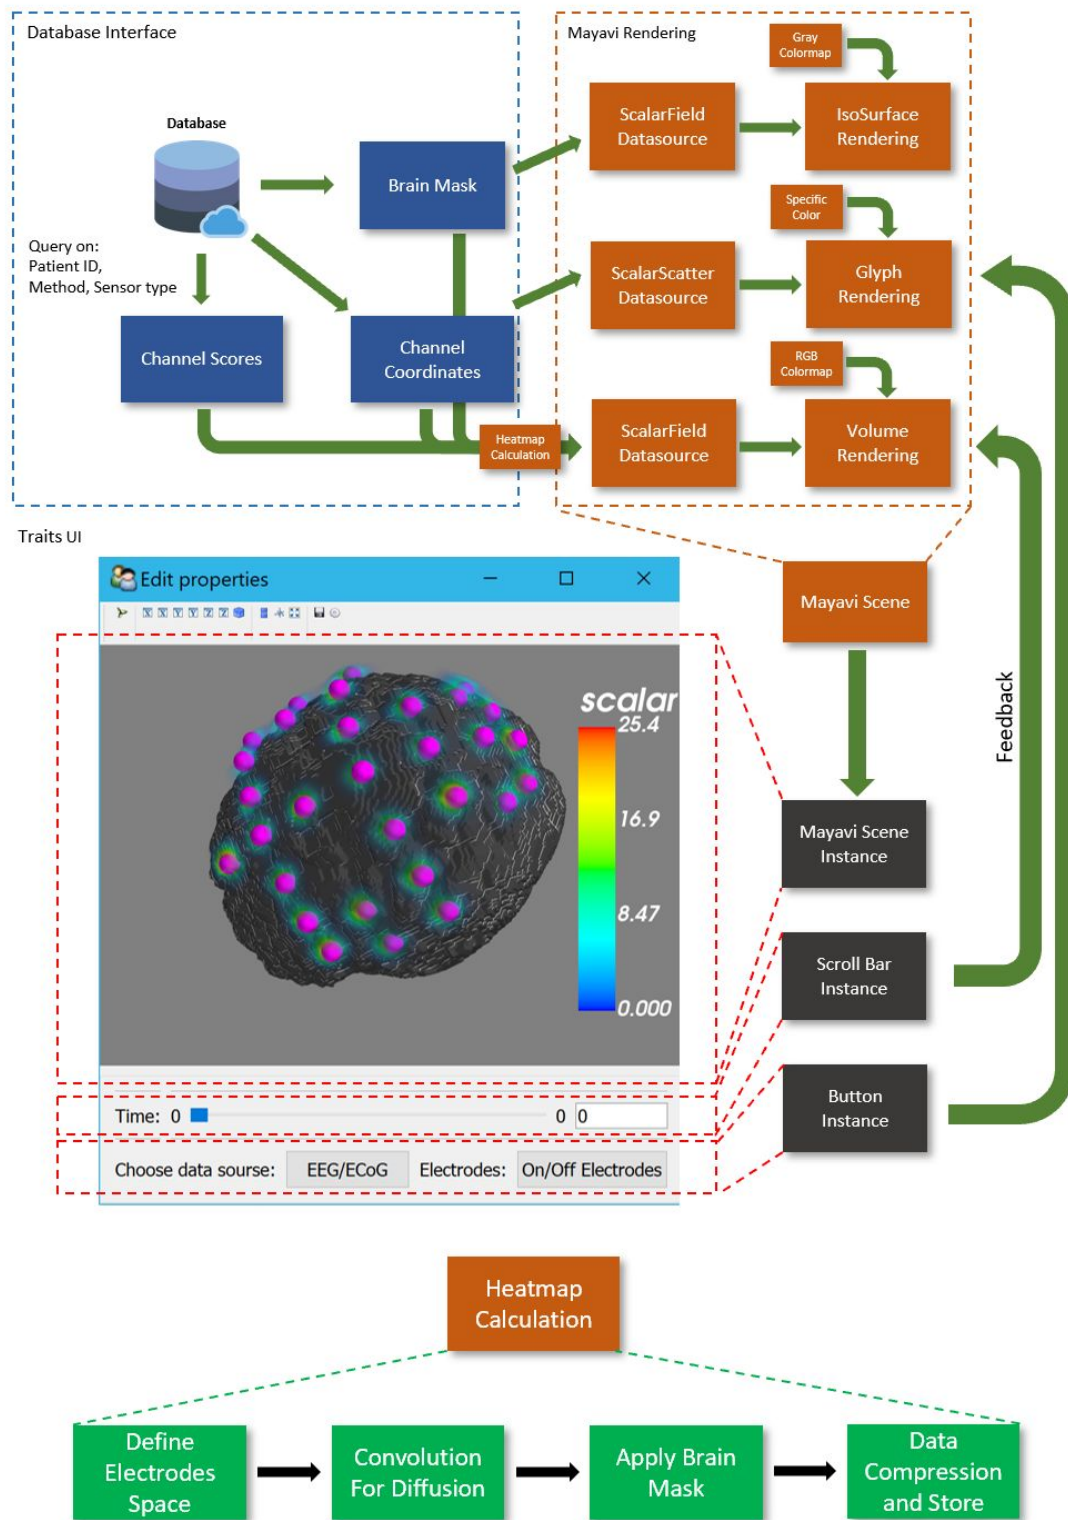 Database Interface
Mayavi Rendering
Gray
Colormap
ScalarField
Datasource
IsoSurface
Rendering
Database
Brain Mask
Specific
Color
Query on:
Patient ID,
Method, Sensor type
ScalarScatter
Datasource
Glyph
Rendering
Channel Scores
Channel
Coordinates
RGB
Colormap
Heatmap
Calculation
ScalarField
Datasource
Volume
Rendering
Traits UI
Edit properties
Mayavi Scene
Feedback
scalar
25.4
16.9
8.47
0.000
Mayavi Scene
Instance
Scroll Bar
Instance
Button
Instance
Time: 0
0
0
Choose data sourse:
EEG/ECoG
Electrodes:
On/Off Electrodes
Heatmap
Calculation
Define
Electrodes
Space
Convolution
For Diffusion
Apply Brain
Mask
Data
Compression
and Store